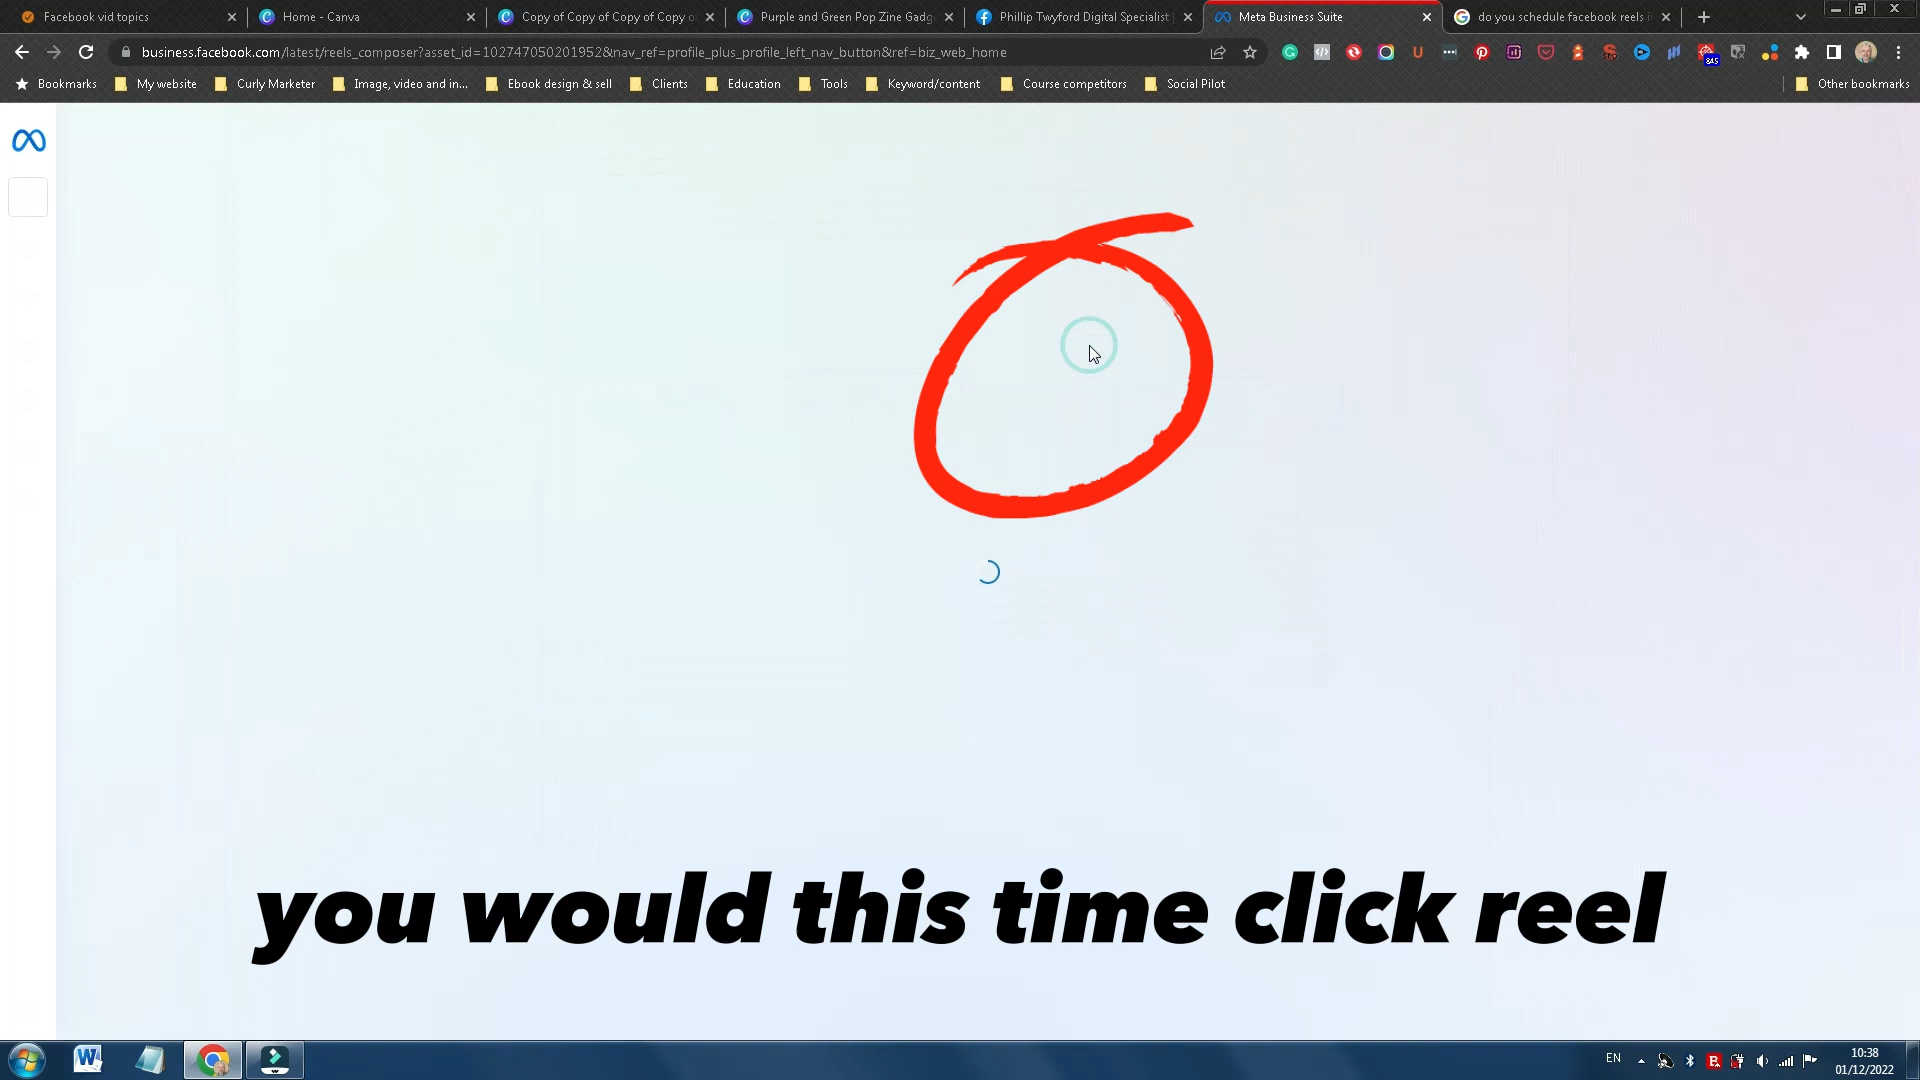 Facebook vid topics
Home - Canva
Copy of Copy of Copy of Copy o
Purple and Green Pop Zine Gadg
Phillip Twyford Digital Specialist
Meta Business Suite
do you schedule facebook reels i
business.facebook.com/latest/reels_composer?asset_id=102747050201952&nav_ref=profile_plus_profile_left_nav_button&ref=biz_web_home
845
Bookmarks
My website
Curly Marketer
Image, video and in...
Ebook design & sell
Clients
Education
Tools
Keyword/content
Course competitors
Social Pilot
Other bookmarks
you would this time click reel
EN
10:38
01/12/2022